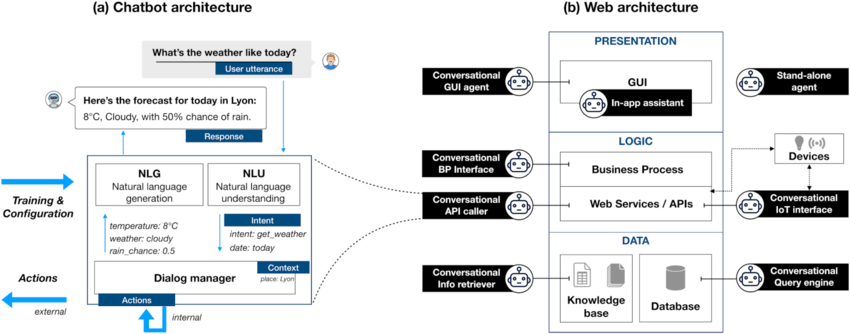 (a) Chatbot architecture
What's the weather like today?
User utterance
Here's the forecast for today in Lyon:
8°C, Cloudy, with 50% chance of rain.
Response
NLG
Natural language
generation
NLU
Natural language
understanding
Training &
Configuration
temperature: 8°C
weather: cloudy
rain_chance: 0.5
Intent
intent: get_weather
date: today
Dialog manager
Context
place: Lyon
Actions
Actions
external
internal
(b) Web architecture
PRESENTATION
GUI
In-app assistant
Conversational
GUI agent
Stand-alone
agent
LOGIC
Business Process
Web Services / APIs
Conversational
BP Interface
Conversational
API caller
Devices
Conversational
IoT interface
DATA
Knowledge
base
Database
Conversational
Info retriever
Conversational
Query engine